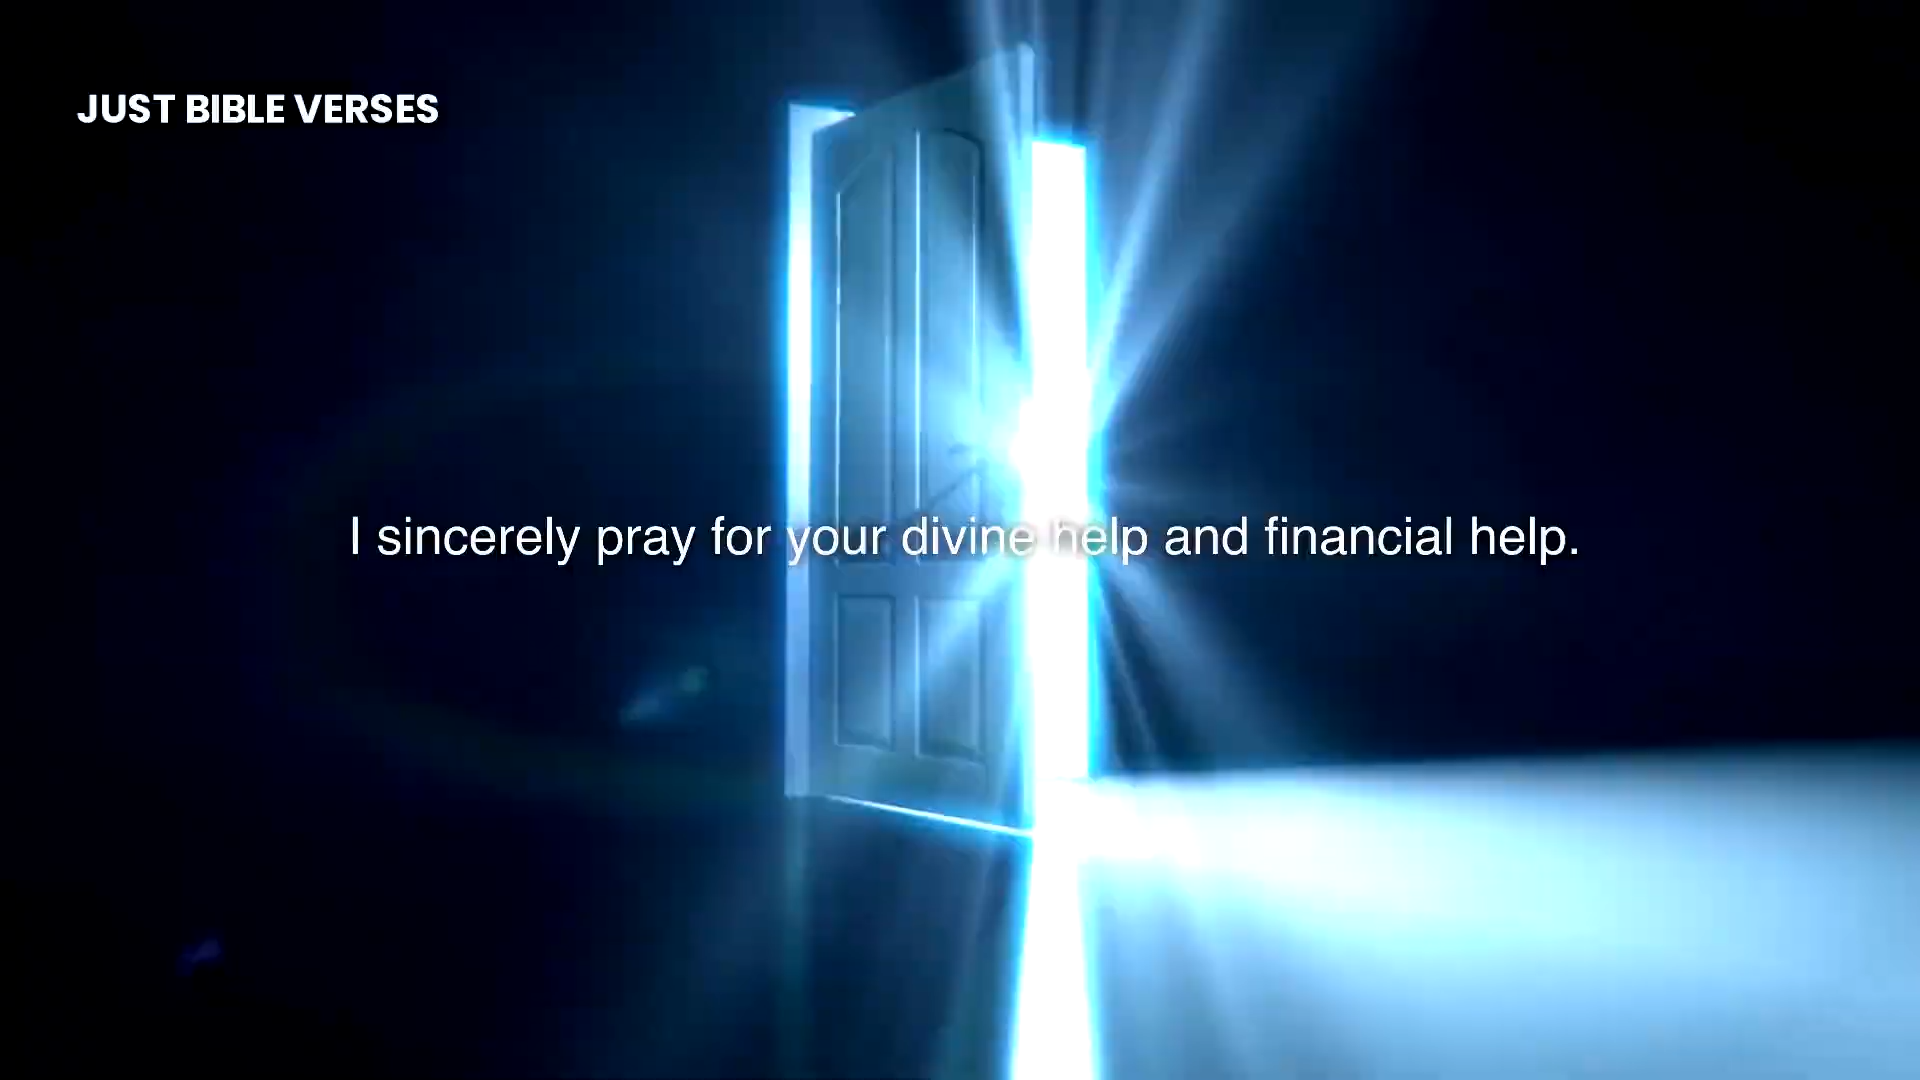 JUST BIBLE VERSES
I sincerely pray for your divine help and financial help.